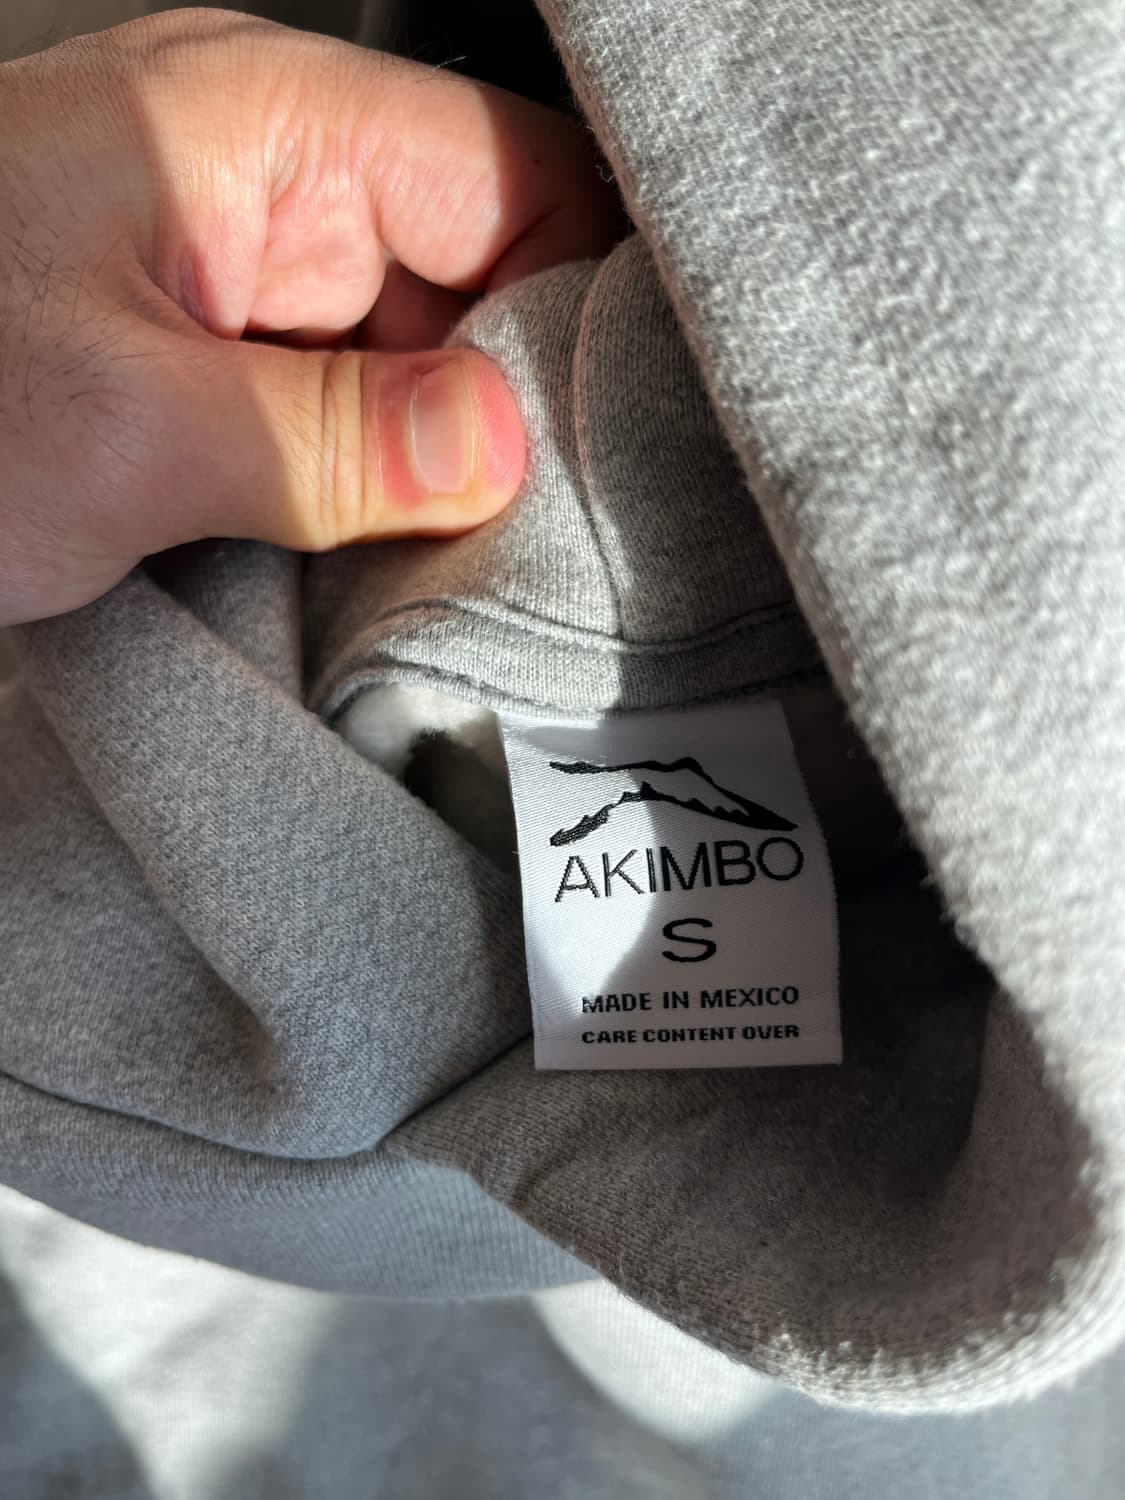 AKIMBO
S
MADE IN MEXICO
CARE CONTENT OVER